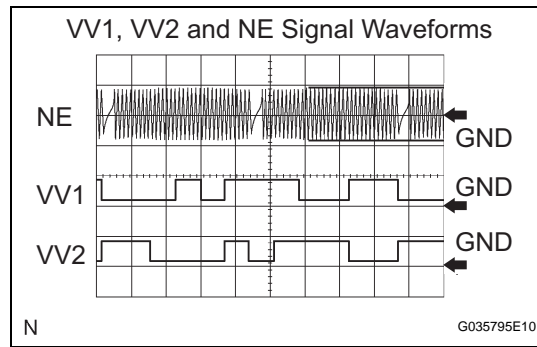 VV1, VV2 and NE Signal Waveforms
NE
GND
VV1
GND
VV2
GND
N
G035795E10